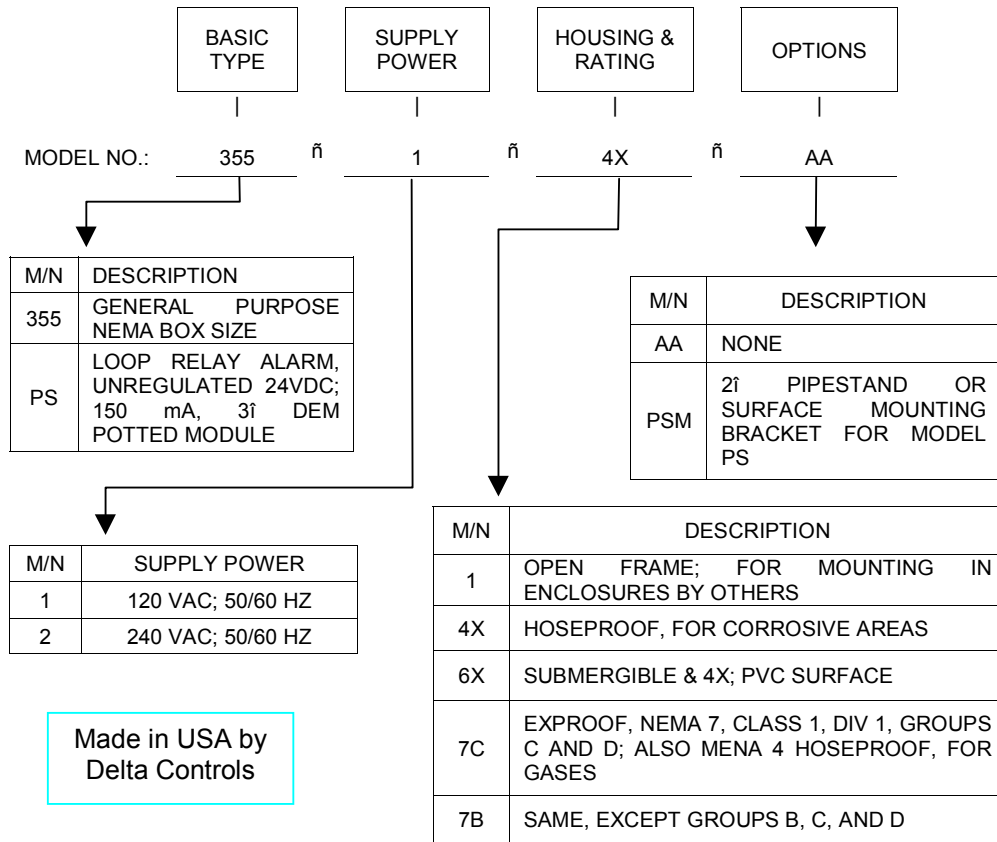 BASIC
TYPE
SUPPLY
POWER
HOUSING &
RATING
OPTIONS
MODEL NO.: 355 ñ 1 ñ 4X ñ AA
M/N DESCRIPTION
355 GENERAL PURPOSE
NEMA BOX SIZE
PS LOOP RELAY ALARM,
UNREGULATED 24VDC;
150 mA, 3î DEM
POTTED MODULE
M/N DESCRIPTION
AA NONE
PSM 2î PIPESTAND OR
SURFACE MOUNTING
BRACKET FOR MODEL
PS
M/N SUPPLY POWER
1 120 VAC; 50/60 HZ
2 240 VAC; 50/60 HZ
M/N DESCRIPTION
1 OPEN FRAME; FOR MOUNTING IN
ENCLOSURES BY OTHERS
4X HOSEPROOF, FOR CORROSIVE AREAS
6X SUBMERGIBLE & 4X; PVC SURFACE
7C EXPROOF, NEMA 7, CLASS 1, DIV 1, GROUPS
C AND D; ALSO MENA 4 HOSEPROOF, FOR
GASES
7B SAME, EXCEPT GROUPS B, C, AND D
Made in USA by
Delta Controls